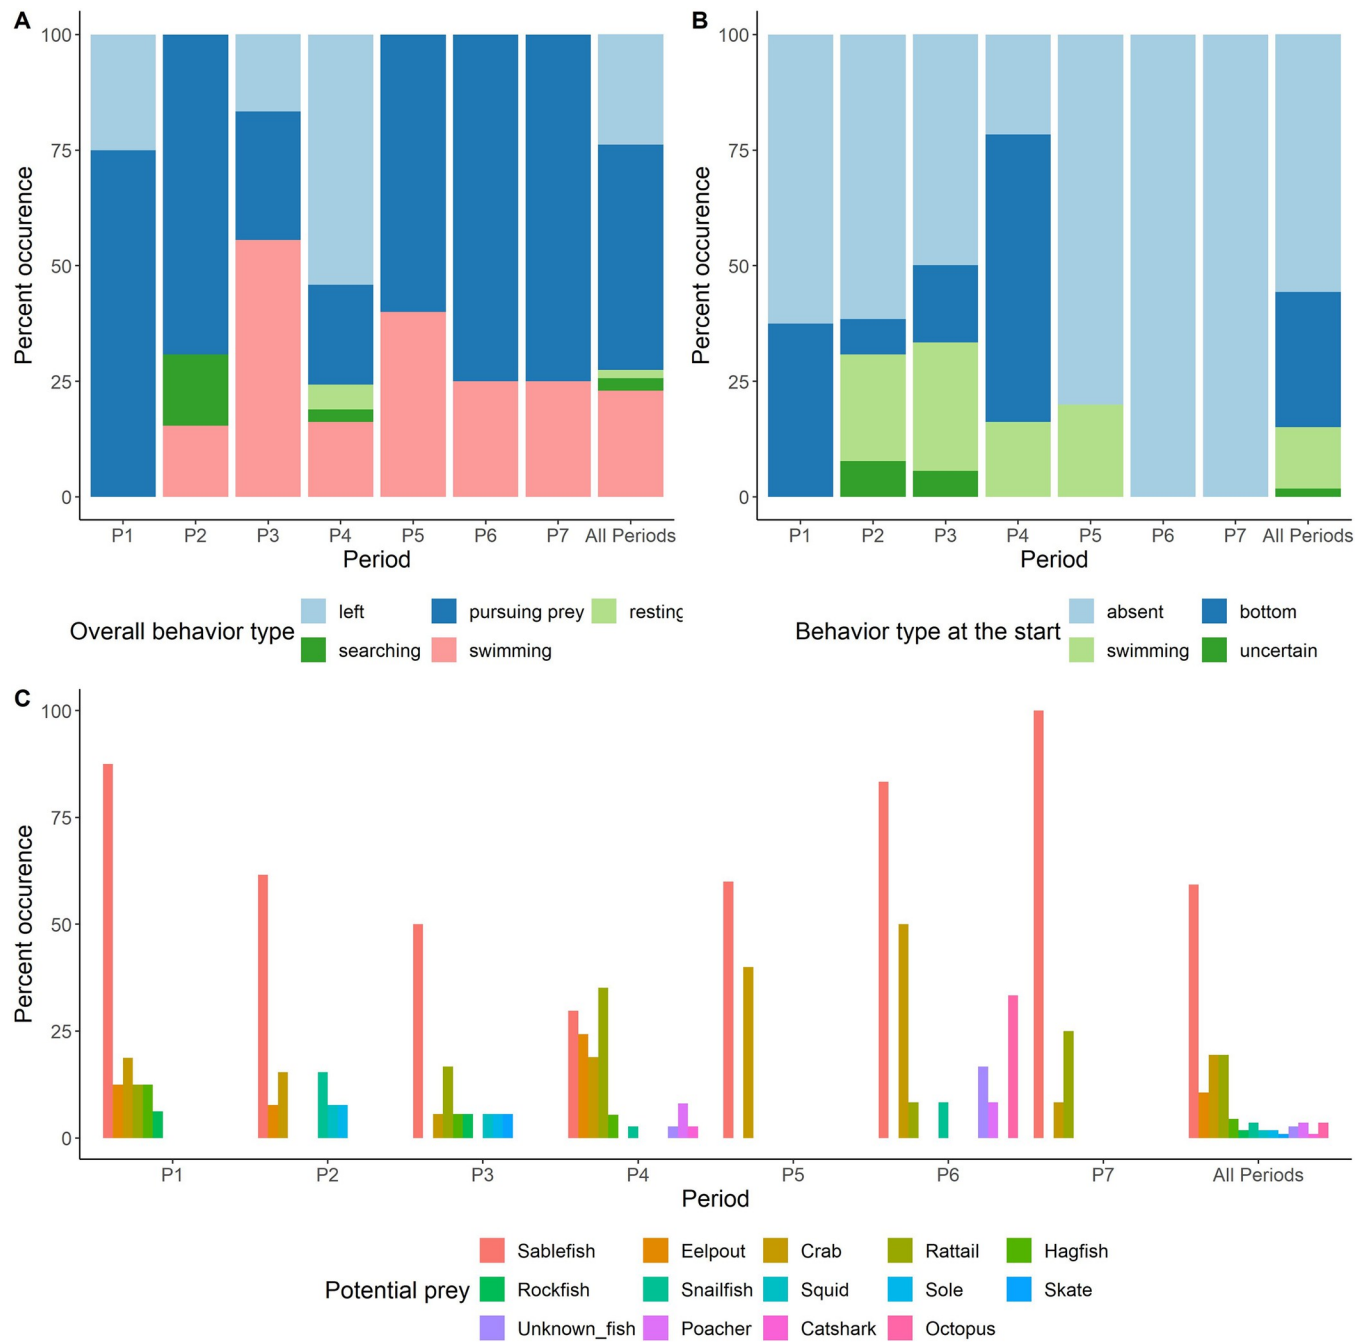 A
100
75
50
25
0
Percent occurence
P1 P2 P3 P4 P5 P6 P7 All Periods
Period
Overall behavior type
left pursuing prey resting
searching swimming
B
100
75
50
25
0
Percent occurence
P1 P2 P3 P4 P5 P6 P7 All Periods
Period
Behavior type at the start
absent bottom
swimming uncertain
C
100
75
50
25
0
Percent occurence
P1 P2 P3 P4 P5 P6 P7 All Periods
Period
Potential prey
Sablefish Eelpout Crab Rattail Hagfish
Rockfish Snailfish Squid Sole Skate
Unknown_fish Poacher Catshark Octopus